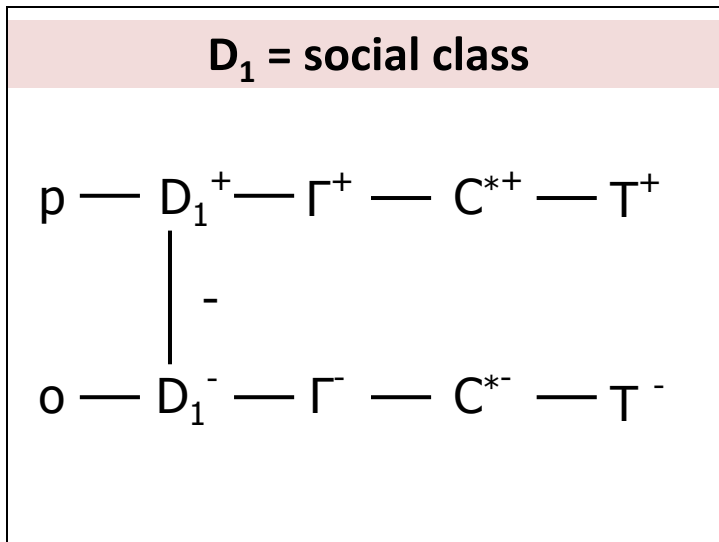 D₁ = social class
p — D₁⁺ — Γ⁺ — C*⁺ — T⁺
-
o — D₁⁻ — Γ⁻ — C*⁻ — T⁻